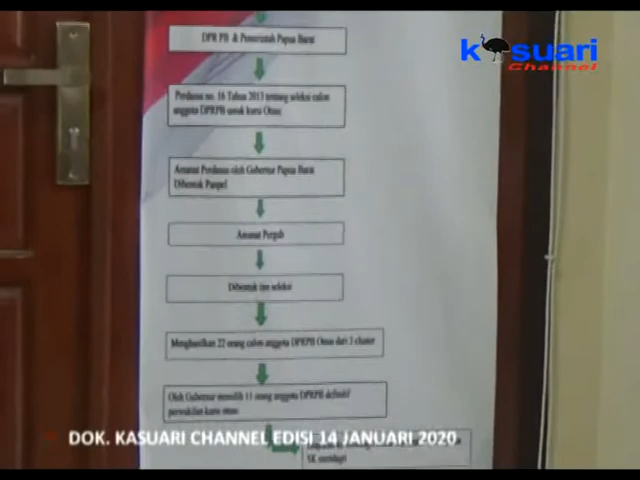 kasuari
Channel
DPR PB & Pemerintah Papua Barat
Perdasus no. 16 Tahun 2013 tentang seleksi calon
anggota DPRPB untuk kursi Otsus
Amanat Perdasus oleh Gubernur Papua Barat
Dibentuk Panpel
Amanat Pergub
Dibentuk tim seleksi
Menghasilkan 22 orang calon anggota DPRPB Otsus dari 2 cluster
Oleh Gubernur memilih 11 orang anggota DPRPB definitif
perwakilan kursi otsus
DOK. KASUARI CHANNEL EDISI 14 JANUARI 2020
SK